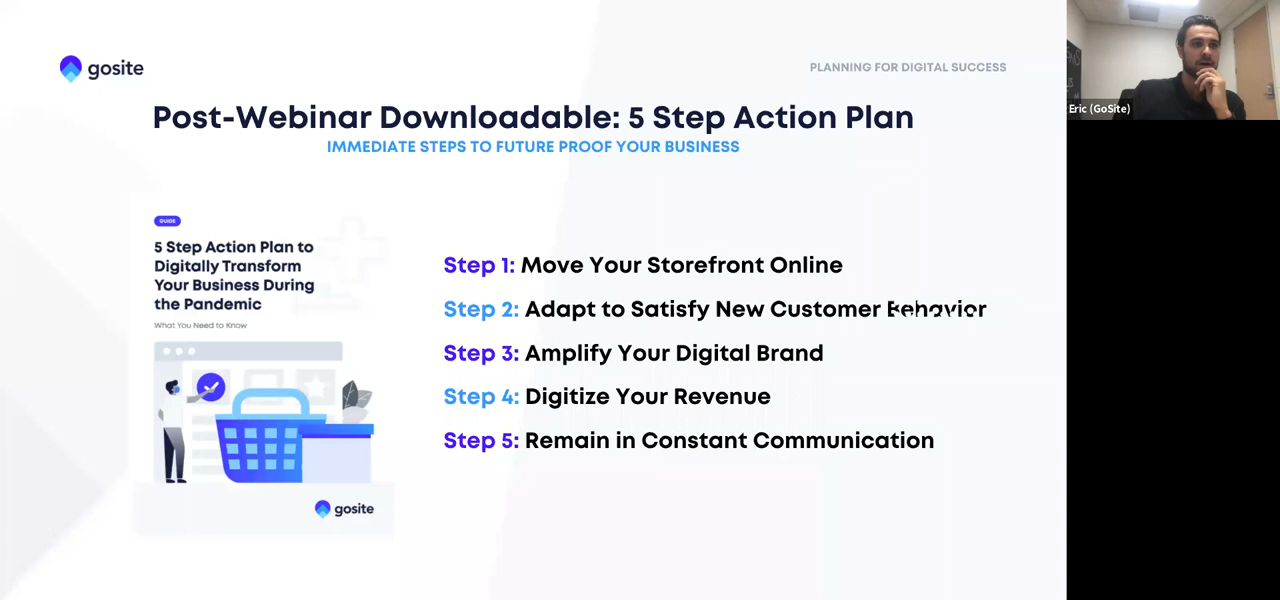 gosite
PLANNING FOR DIGITAL SUCCESS
Post-Webinar Downloadable: 5 Step Action Plan
IMMEDIATE STEPS TO FUTURE PROOF YOUR BUSINESS
GUIDE
5 Step Action Plan to
Digitally Transform
Your Business During
the Pandemic
What You Need to Know
gosite
Step 1: Move Your Storefront Online
Step 2: Adapt to Satisfy New Customer Behavior
Step 3: Amplify Your Digital Brand
Step 4: Digitize Your Revenue
Step 5: Remain in Constant Communication
Eric (GoSite)